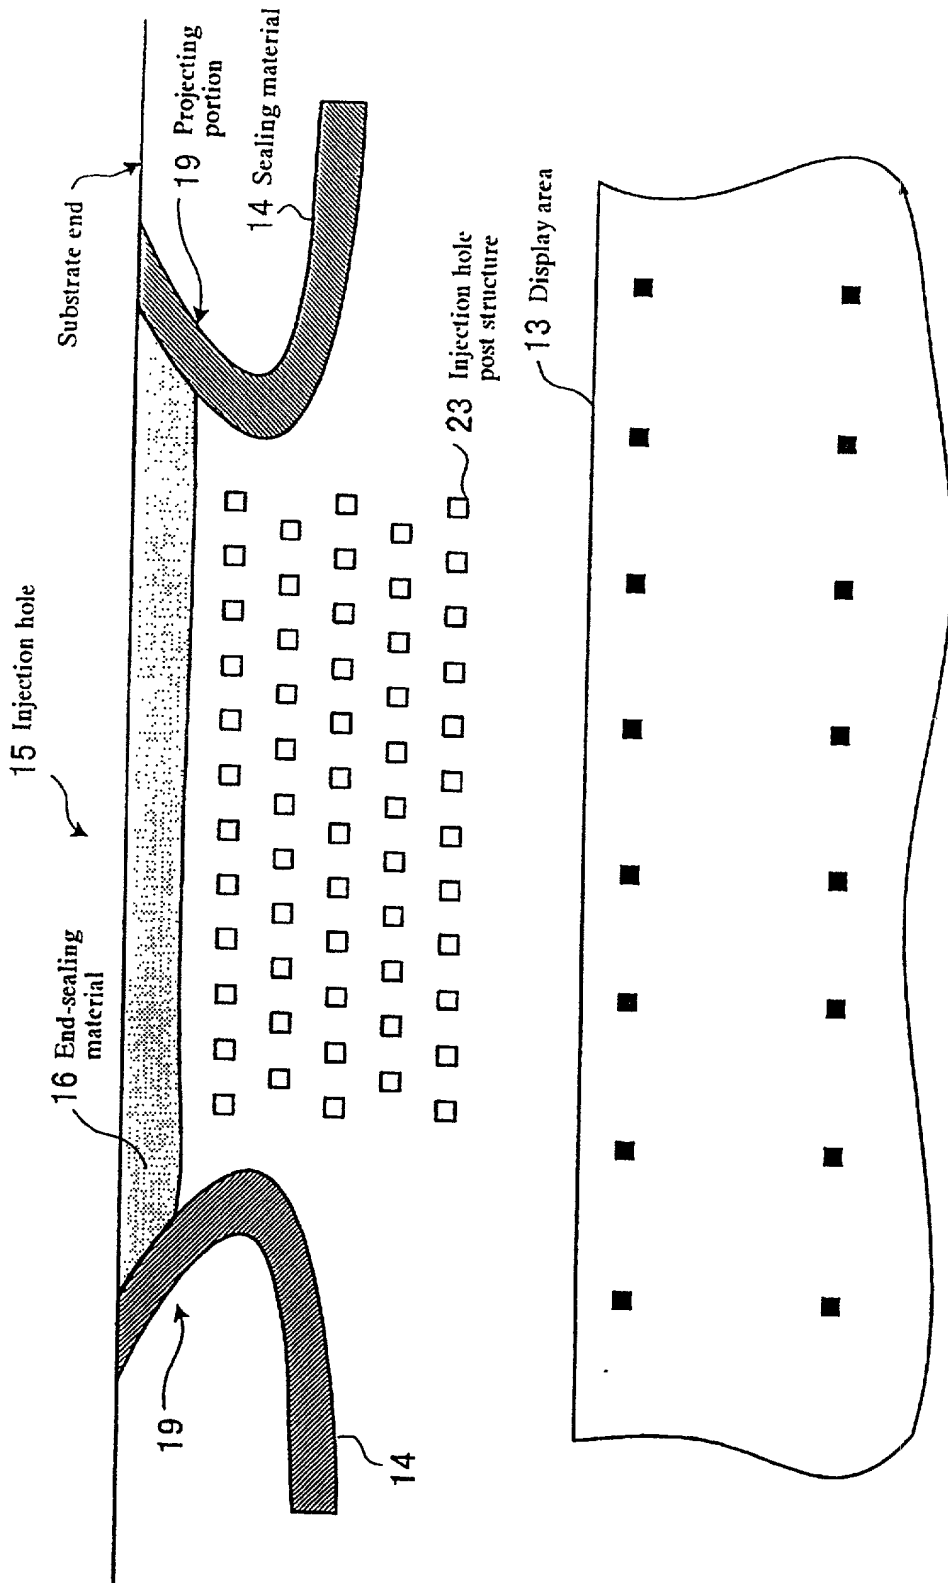 15 Injection hole
16 End-sealing
material
Substrate end
19 Projecting
portion
14 Sealing material
19
14
23 Injection hole
post structure
13 Display area